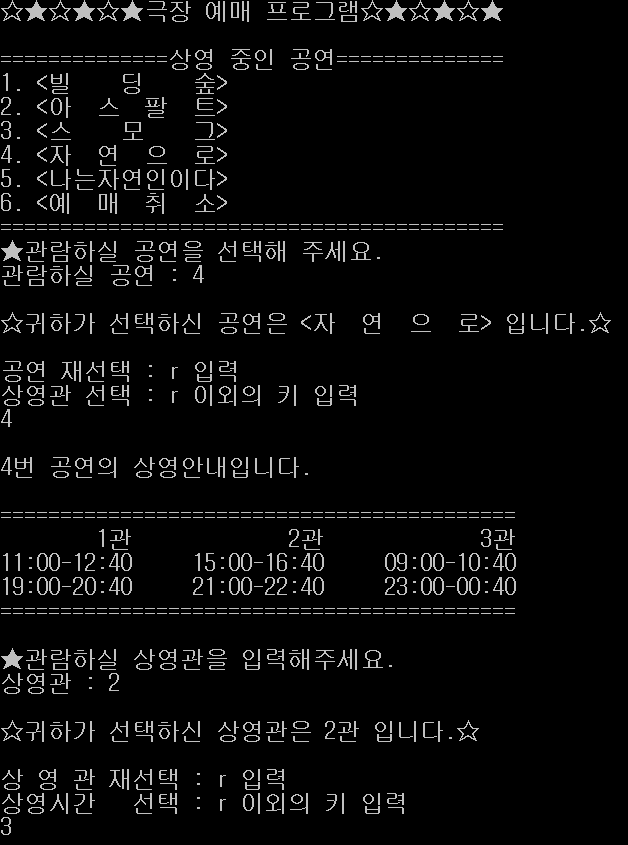 ☆★☆★☆★극장 예매 프로그램☆★☆★☆★
==============상영 중인 공연==============
1. <빌    딩    숲>
2. <아  스  팔  트>
3. <스    모    그>
4. <자  연  으  로>
5. <나는자연인이다>
6. <예  매  취  소>
==========================================
★관람하실 공연을 선택해 주세요.
관람하실 공연 : 4
☆귀하가 선택하신 공연은 <자  연  으  로> 입니다.☆
공연 재선택 : r 입력
상영관 선택 : r 이외의 키 입력
4
4번 공연의 상영안내입니다.
===========================================
        1관             2관             3관
11:00-12:40     15:00-16:40     09:00-10:40
19:00-20:40     21:00-22:40     23:00-00:40
===========================================
★관람하실 상영관을 입력해주세요.
상영관 : 2
☆귀하가 선택하신 상영관은 2관 입니다.☆
상 영 관 재선택 : r 입력
상영시간   선택 : r 이외의 키 입력
3